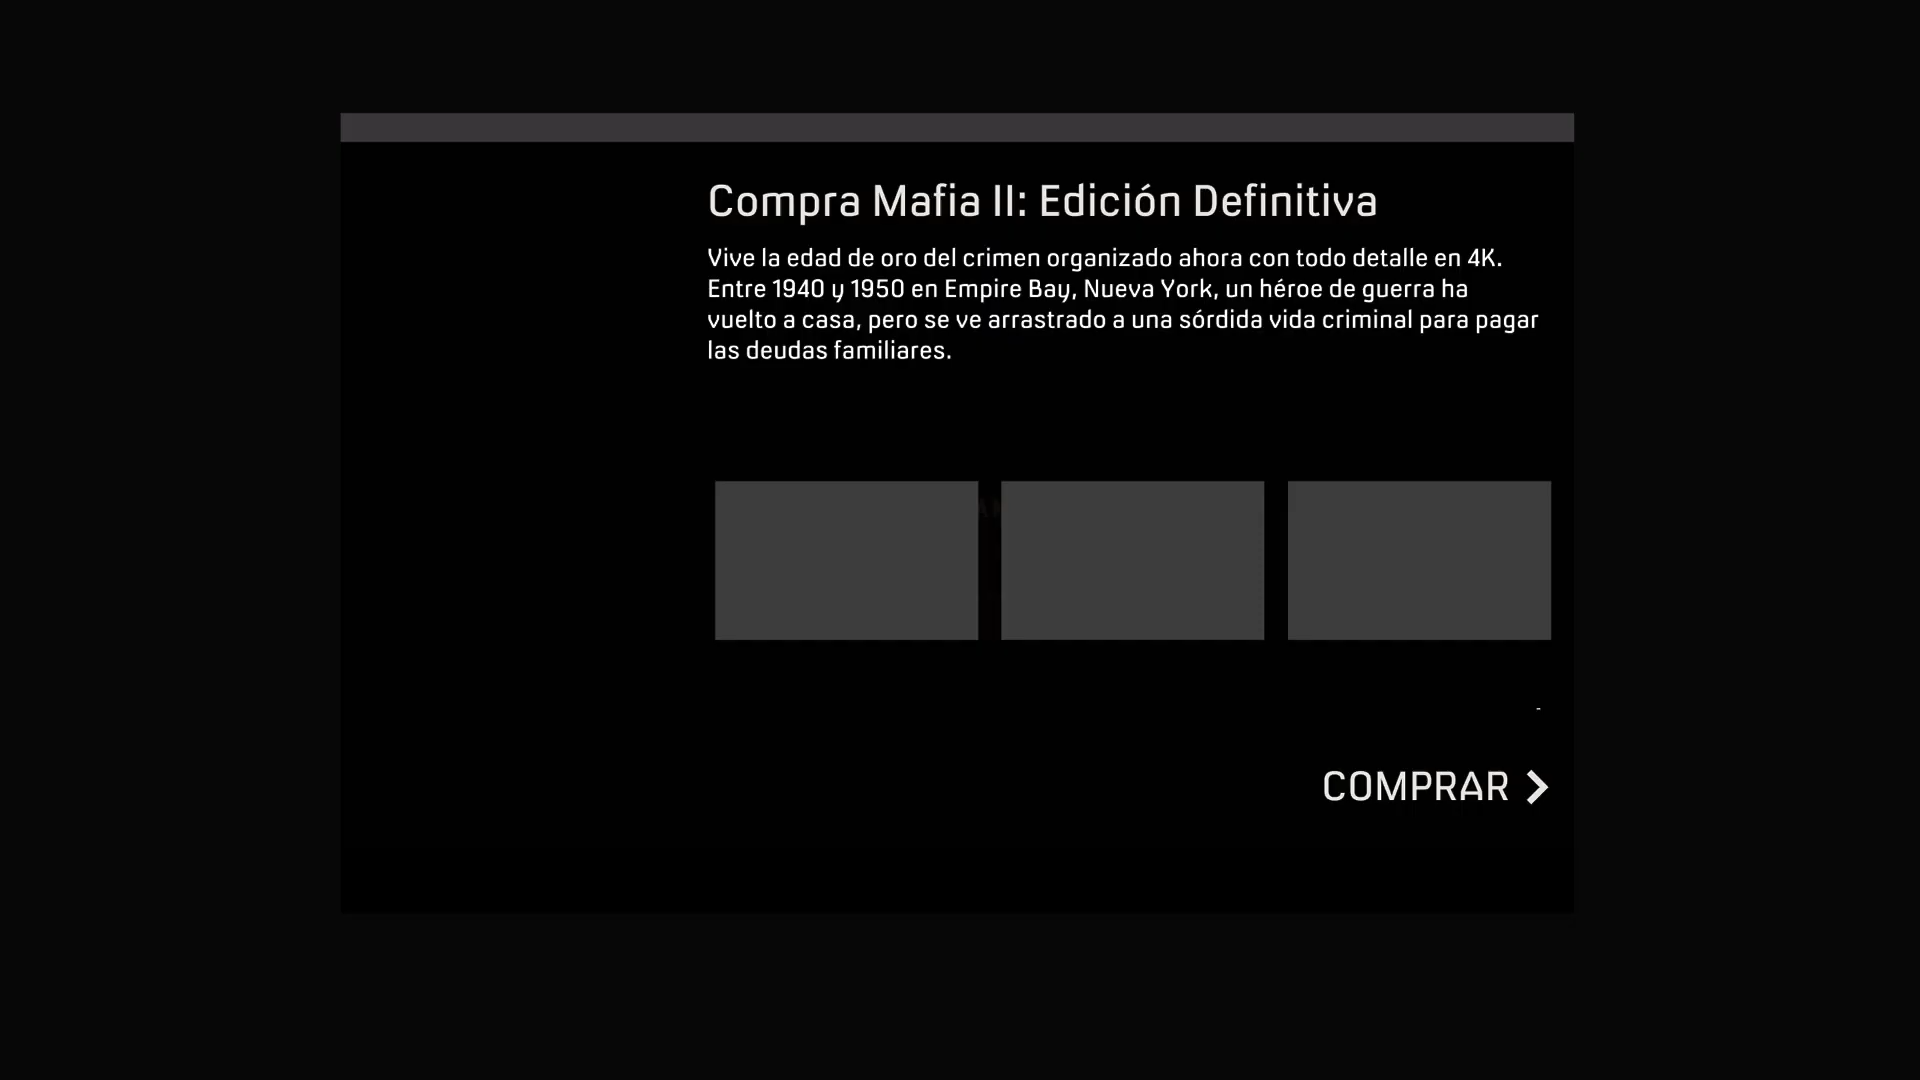 Compra Mafia II: Edición Definitiva
Vive la edad de oro del crimen organizado ahora con todo detalle en 4K.
Entre 1940 y 1950 en Empire Bay, Nueva York, un héroe de guerra ha
vuelto a casa, pero se ve arrastrado a una sórdida vida criminal para pagar
las deudas familiares.
-
COMPRAR